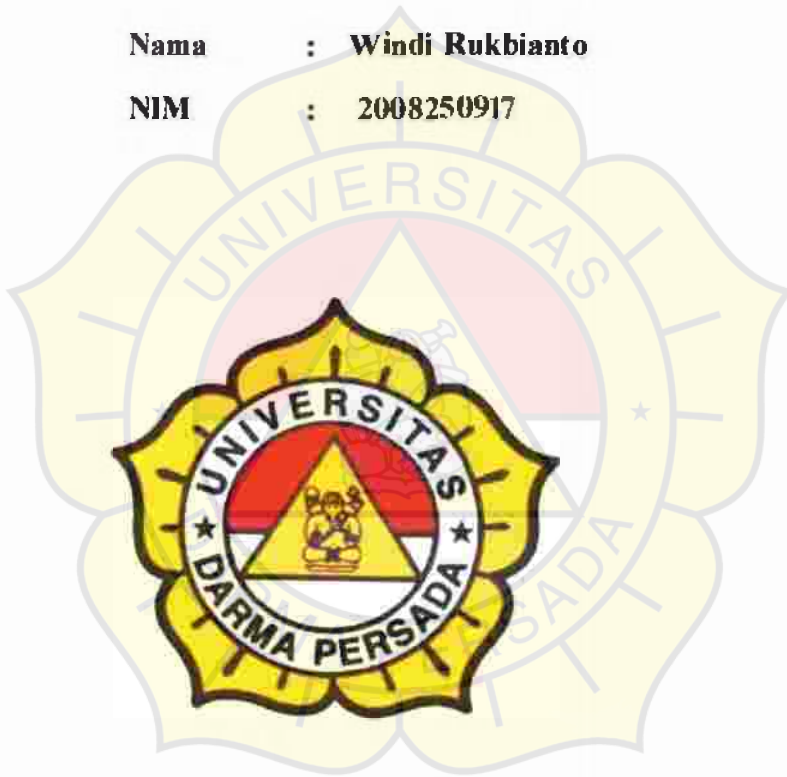 Nama : Windi Rukbianto
NIM : 2008250917
UNIVERSITAS
DARMA PERSADA
UNIVERSITAS
DARMA PERSADA